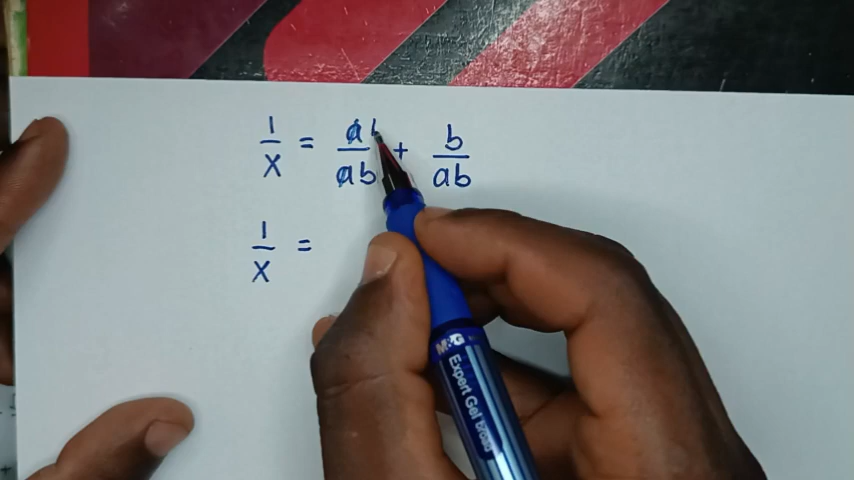 1/x = a/ab + b/ab
1/x =
M&G Expert Gel